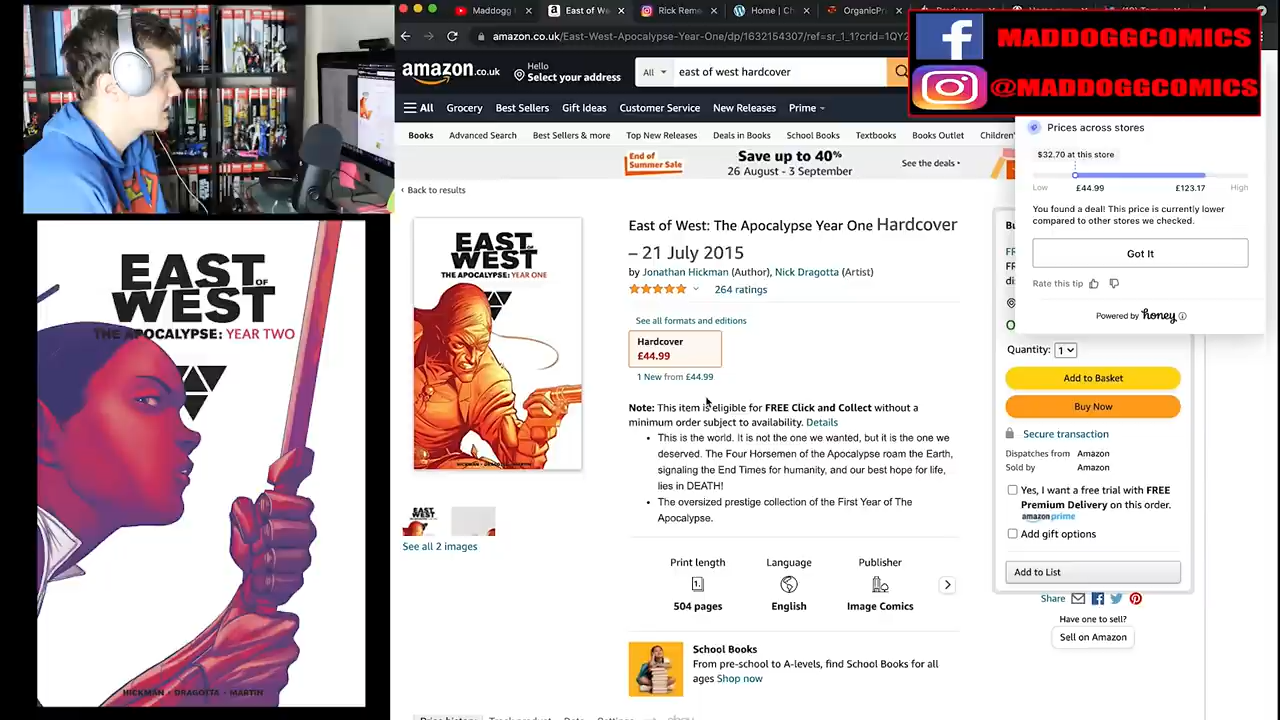 MADDOGGCOMICS
@MADDOGGCOMICS
amazon.co.uk/East-West-Apocalypse-Year-One/dp/1632154307/ref=sr_1_1?crid=1QY2
amazon.co.uk
Hello
Select your address
All
east of west hardcover
All
Grocery
Best Sellers
Gift Ideas
Customer Service
New Releases
Prime
Books
Advanced Search
Best Sellers & more
Top New Releases
Deals in Books
School Books
Textbooks
Books Outlet
Children'
End of
Summer Sale
Save up to 40%
26 August - 3 September
See the deals
Back to results
EAST OF
WEST
THE APOCALYPSE: YEAR ONE
See all 2 images
East of West: The Apocalypse Year One Hardcover
– 21 July 2015
by Jonathan Hickman (Author), Nick Dragotta (Artist)
264 ratings
See all formats and editions
Hardcover
£44.99
1 New from £44.99
Note: This item is eligible for FREE Click and Collect without a
minimum order subject to availability. Details
This is the world. It is not the one we wanted, but it is the one we
deserved. The Four Horsemen of the Apocalypse roam the Earth,
signaling the End Times for humanity, and our best hope for life,
lies in DEATH!
The oversized prestige collection of the First Year of The
Apocalypse.
Print length
504 pages
Language
English
Publisher
Image Comics
School Books
From pre-school to A-levels, find School Books for all
ages Shop now
Prices across stores
$32.70 at this store
Low
£44.99
£123.17
High
You found a deal! This price is currently lower
compared to other stores we checked.
Got It
Rate this tip
Powered by honey
Quantity: 1
Add to Basket
Buy Now
Secure transaction
Dispatches from Amazon
Sold by Amazon
Yes, I want a free trial with FREE
Premium Delivery on this order.
amazon prime
Add gift options
Add to List
Share
Have one to sell?
Sell on Amazon
EAST OF
WEST
THE APOCALYPSE: YEAR TWO
HICKMAN • DRAGOTTA • MARTIN